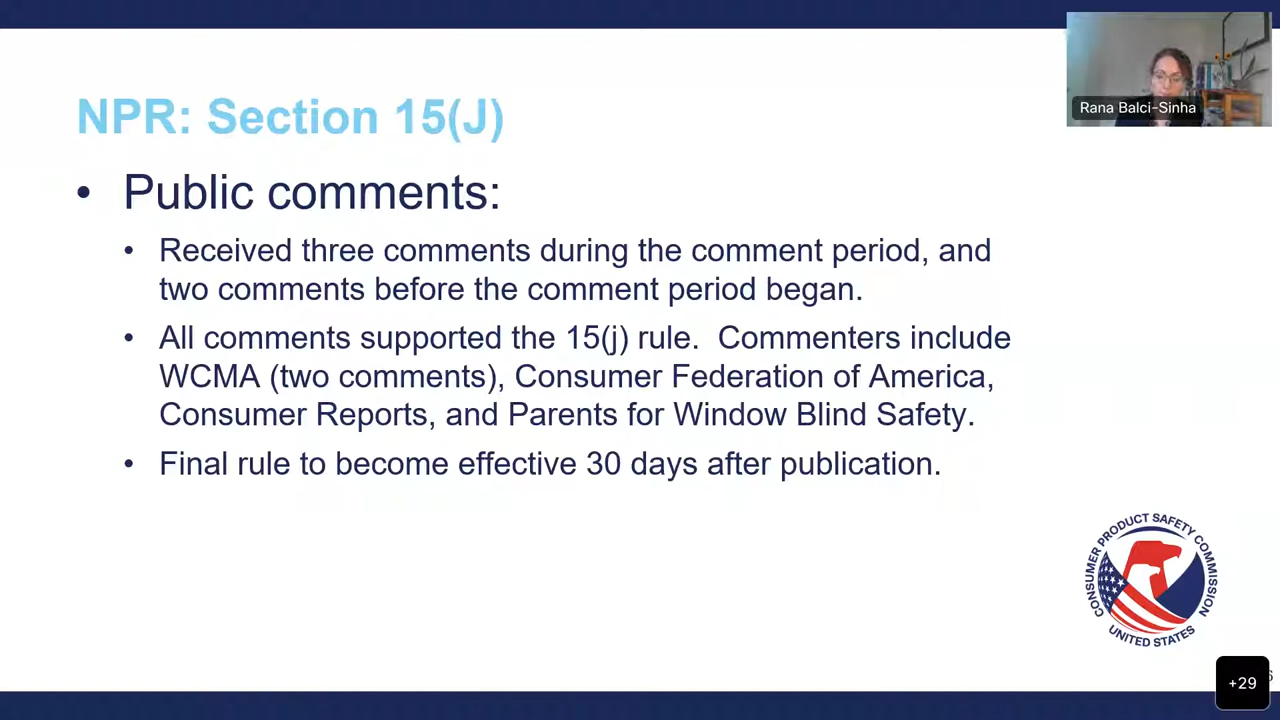 NPR: Section 15(J)
Rana Balci-Sinha
• Public comments:
• Received three comments during the comment period, and
two comments before the comment period began.
• All comments supported the 15(j) rule.  Commenters include
WCMA (two comments), Consumer Federation of America,
Consumer Reports, and Parents for Window Blind Safety.
• Final rule to become effective 30 days after publication.
CONSUMER PRODUCT SAFETY COMMISSION
UNITED STATES
+29